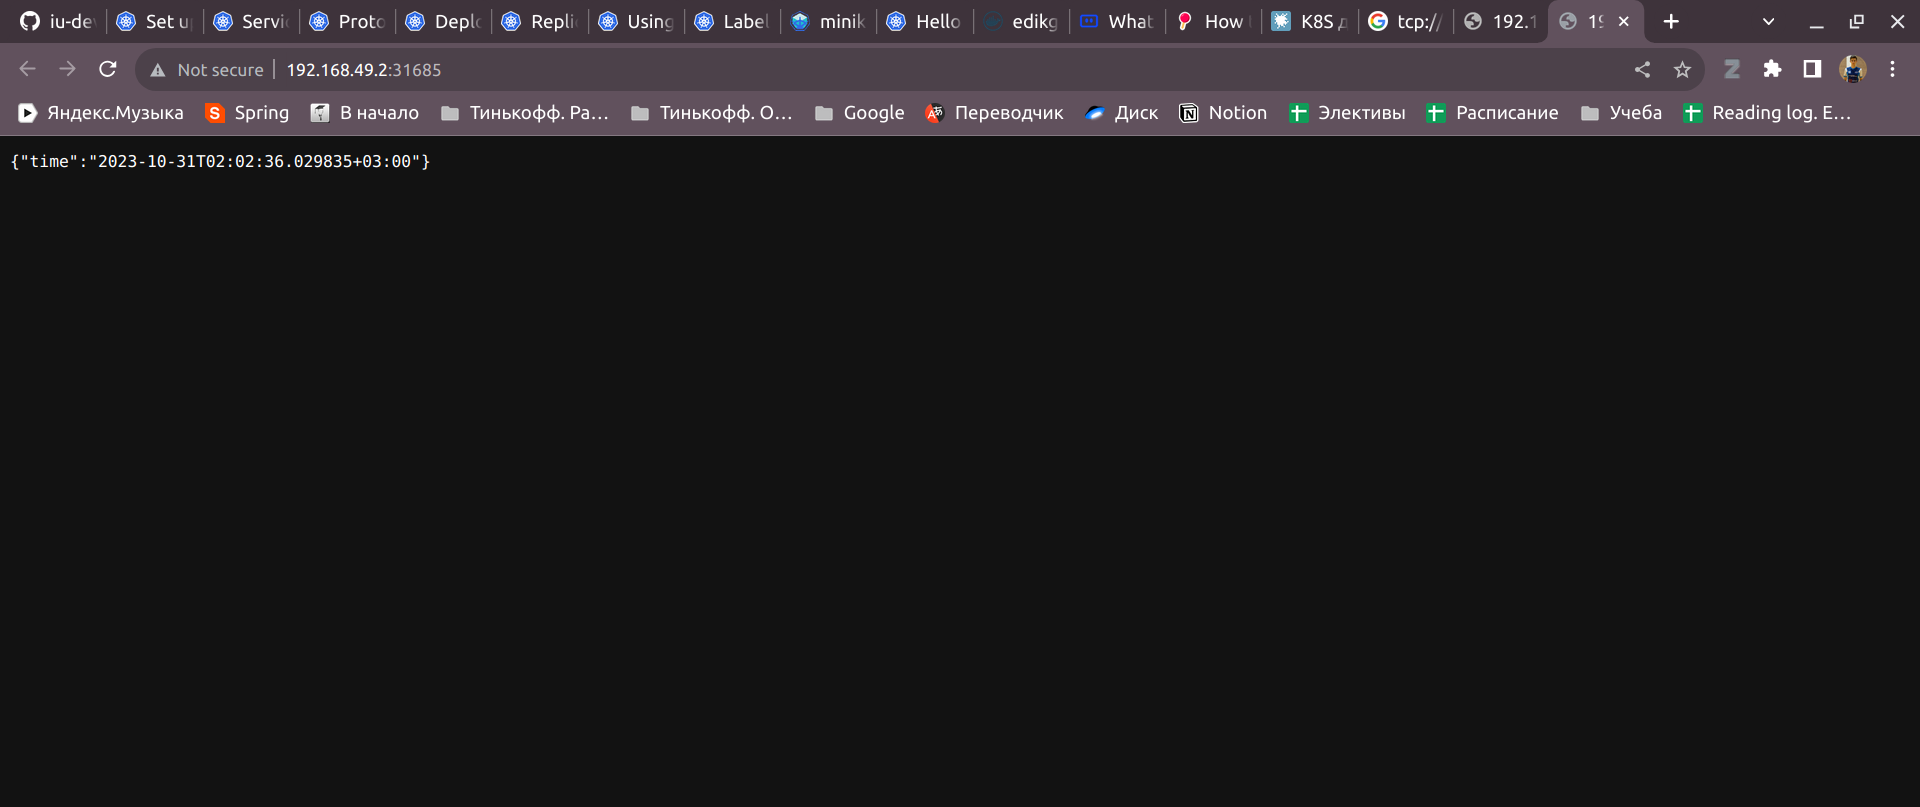 iu-de Set u Servi Proto Deplo Repli Using Label minik Hello edikg What How K8S д tcp:// 192.1 19
Not secure 192.168.49.2:31685
Яндекс.Музыка Spring В начало Тинькофф. Ра... Тинькофф. О... Google Переводчик Диск Notion Элективы Расписание Учеба Reading log. E...
{"time":"2023-10-31T02:02:36.029835+03:00"}